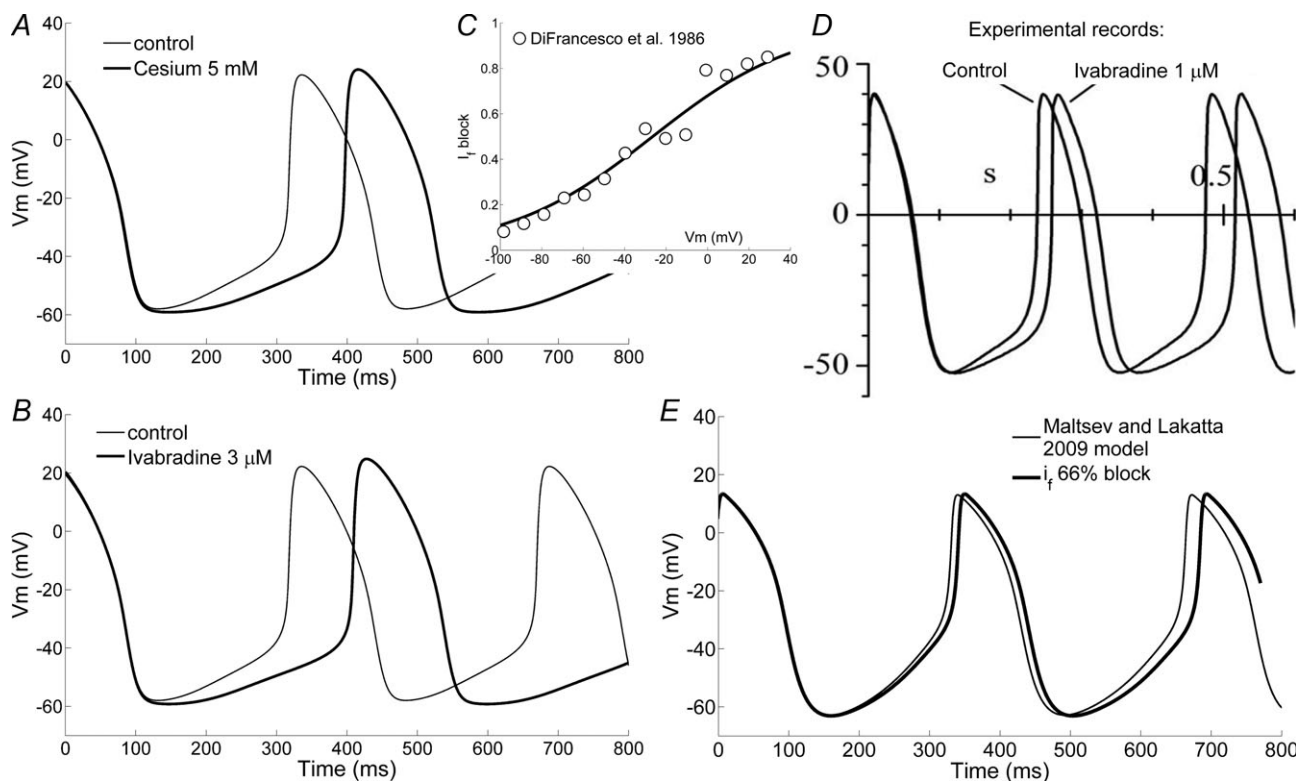 A
control
Cesium 5 mM
Vm (mV)
40
20
0
-20
-40
-60
0 100 200 300 400 500 600 700 800
Time (ms)
C
DiFrancesco et al. 1986
If block
1
0.8
0.6
0.4
0.2
0
-100 -80 -60 -40 -20 0 20 40
Vm (mV)
D
Experimental records:
Control
Ivabradine 1 μM
50
0
-50
s
0.5
B
control
Ivabradine 3 μM
Vm (mV)
40
20
0
-20
-40
-60
0 100 200 300 400 500 600 700 800
Time (ms)
E
Maltsev and Lakatta
2009 model
if 66% block
Vm (mV)
40
20
0
-20
-40
-60
0 100 200 300 400 500 600 700 800
Time (ms)